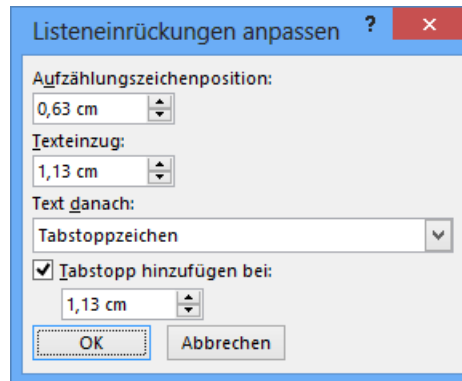 Listeneinrückungen anpassen ? ×
Aufzählungszeichenposition:
0,63 cm
Texteinzug:
1,13 cm
Text danach:
Tabstoppzeichen
Tabstopp hinzufügen bei:
1,13 cm
OK Abbrechen